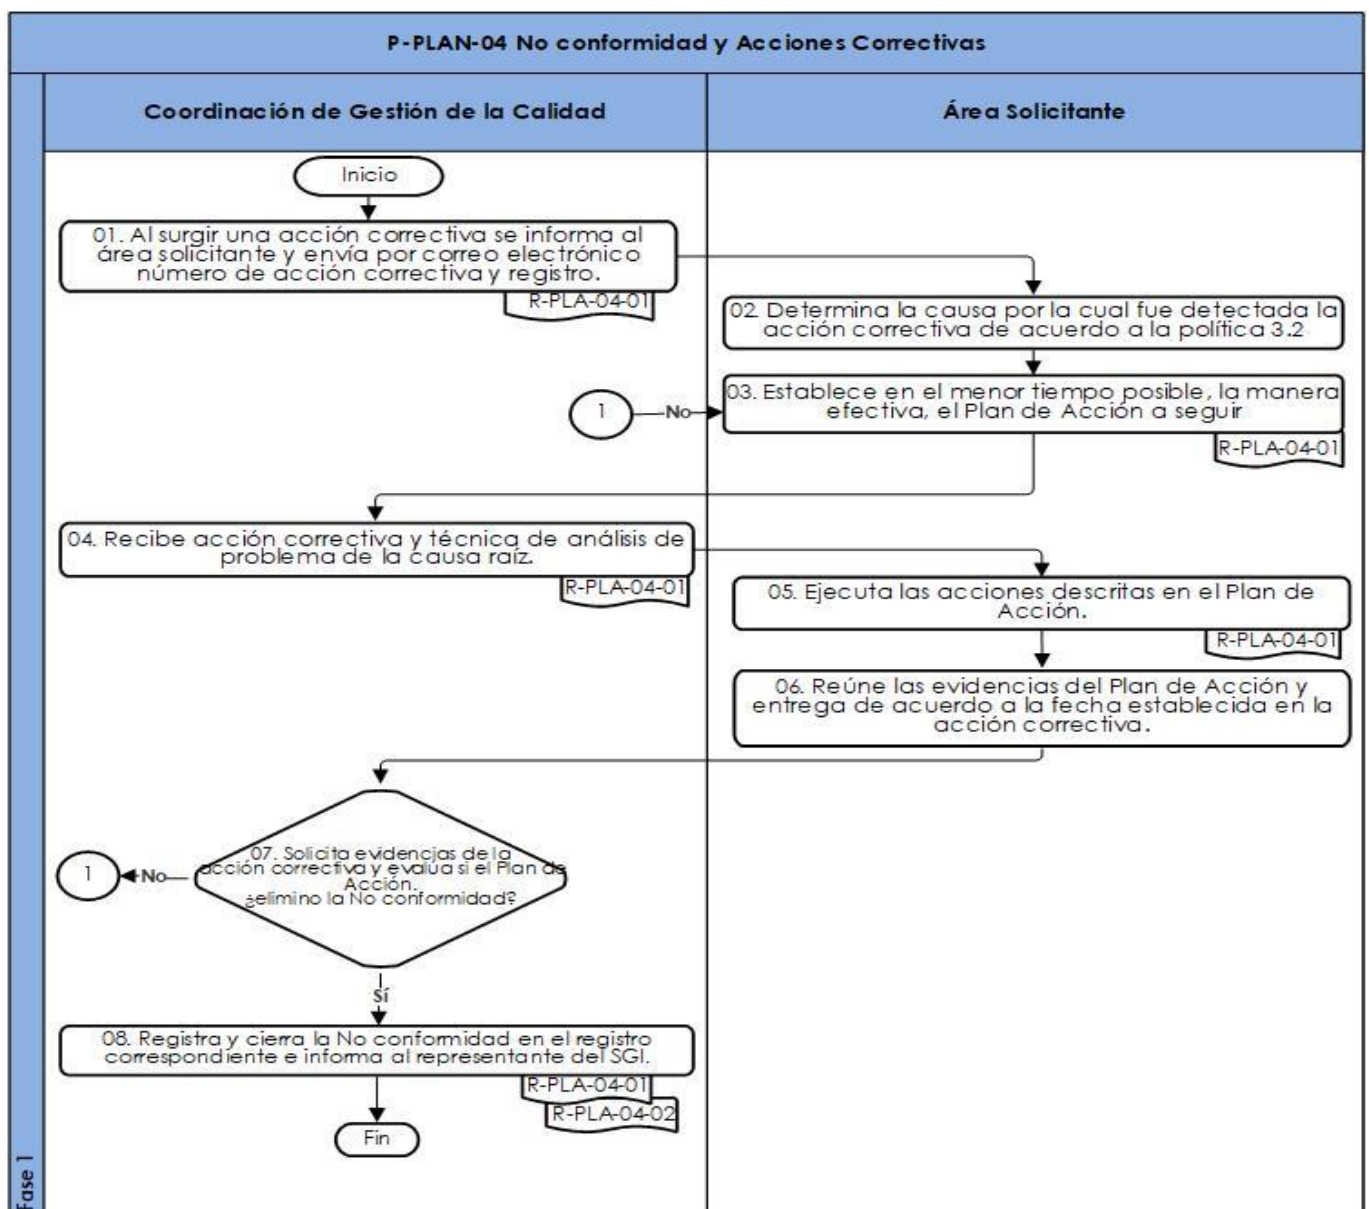 P-PLAN-04 No conformidad y Acciones Correctivas
Coordinación de Gestión de la Calidad
Área Solicitante
Inicio
01. Al surgir una acción correctiva se informa al
área solicitante y envía por correo electrónico
número de acción correctiva y registro.
R-PLA-04-01
02. Determina la causa por la cual fue detectada la
acción correctiva de acuerdo a la política 3.2
1
No
03. Establece en el menor tiempo posible, la manera
efectiva, el Plan de Acción a seguir
R-PLA-04-01
04. Recibe acción correctiva y técnica de análisis de
problema de la causa raíz.
R-PLA-04-01
05. Ejecuta las acciones descritas en el Plan de
Acción.
R-PLA-04-01
06. Reúne las evidencias del Plan de Acción y
entrega de acuerdo a la fecha establecida en la
acción correctiva.
07. Solicita evidencias de la
acción correctiva y evalúa si el Plan de
Acción.
¿elimino la No conformidad?
No
1
Sí
08. Registra y cierra la No conformidad en el registro
correspondiente e informa al representante del SGI.
R-PLA-04-01
R-PLA-04-02
Fin
Fase 1